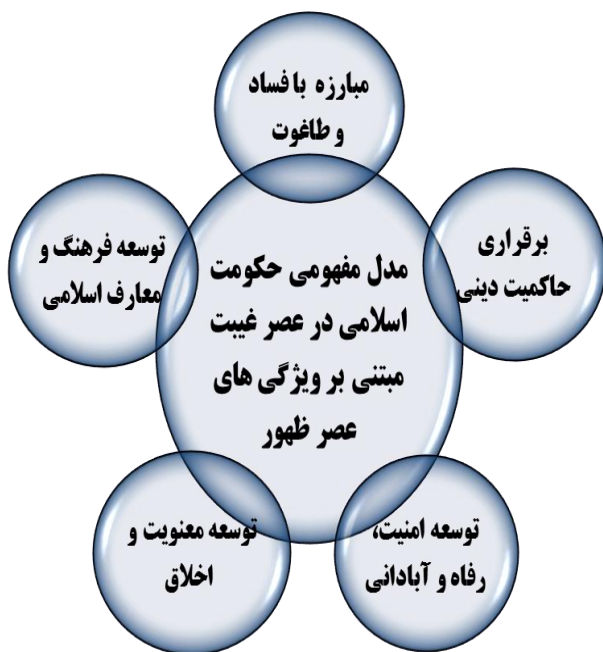 مبارزه با فساد
و طاغوت
برقراری
حاکمیت دینی
توسعه فرهنگ و
معارف اسلامی
مدل مفهومی حکومت
اسلامی در عصر غیبت
مبتنی بر ویژگی های
عصر ظهور
توسعه امنیت،
رفاه و آبادانی
توسعه معنویت و
اخلاق